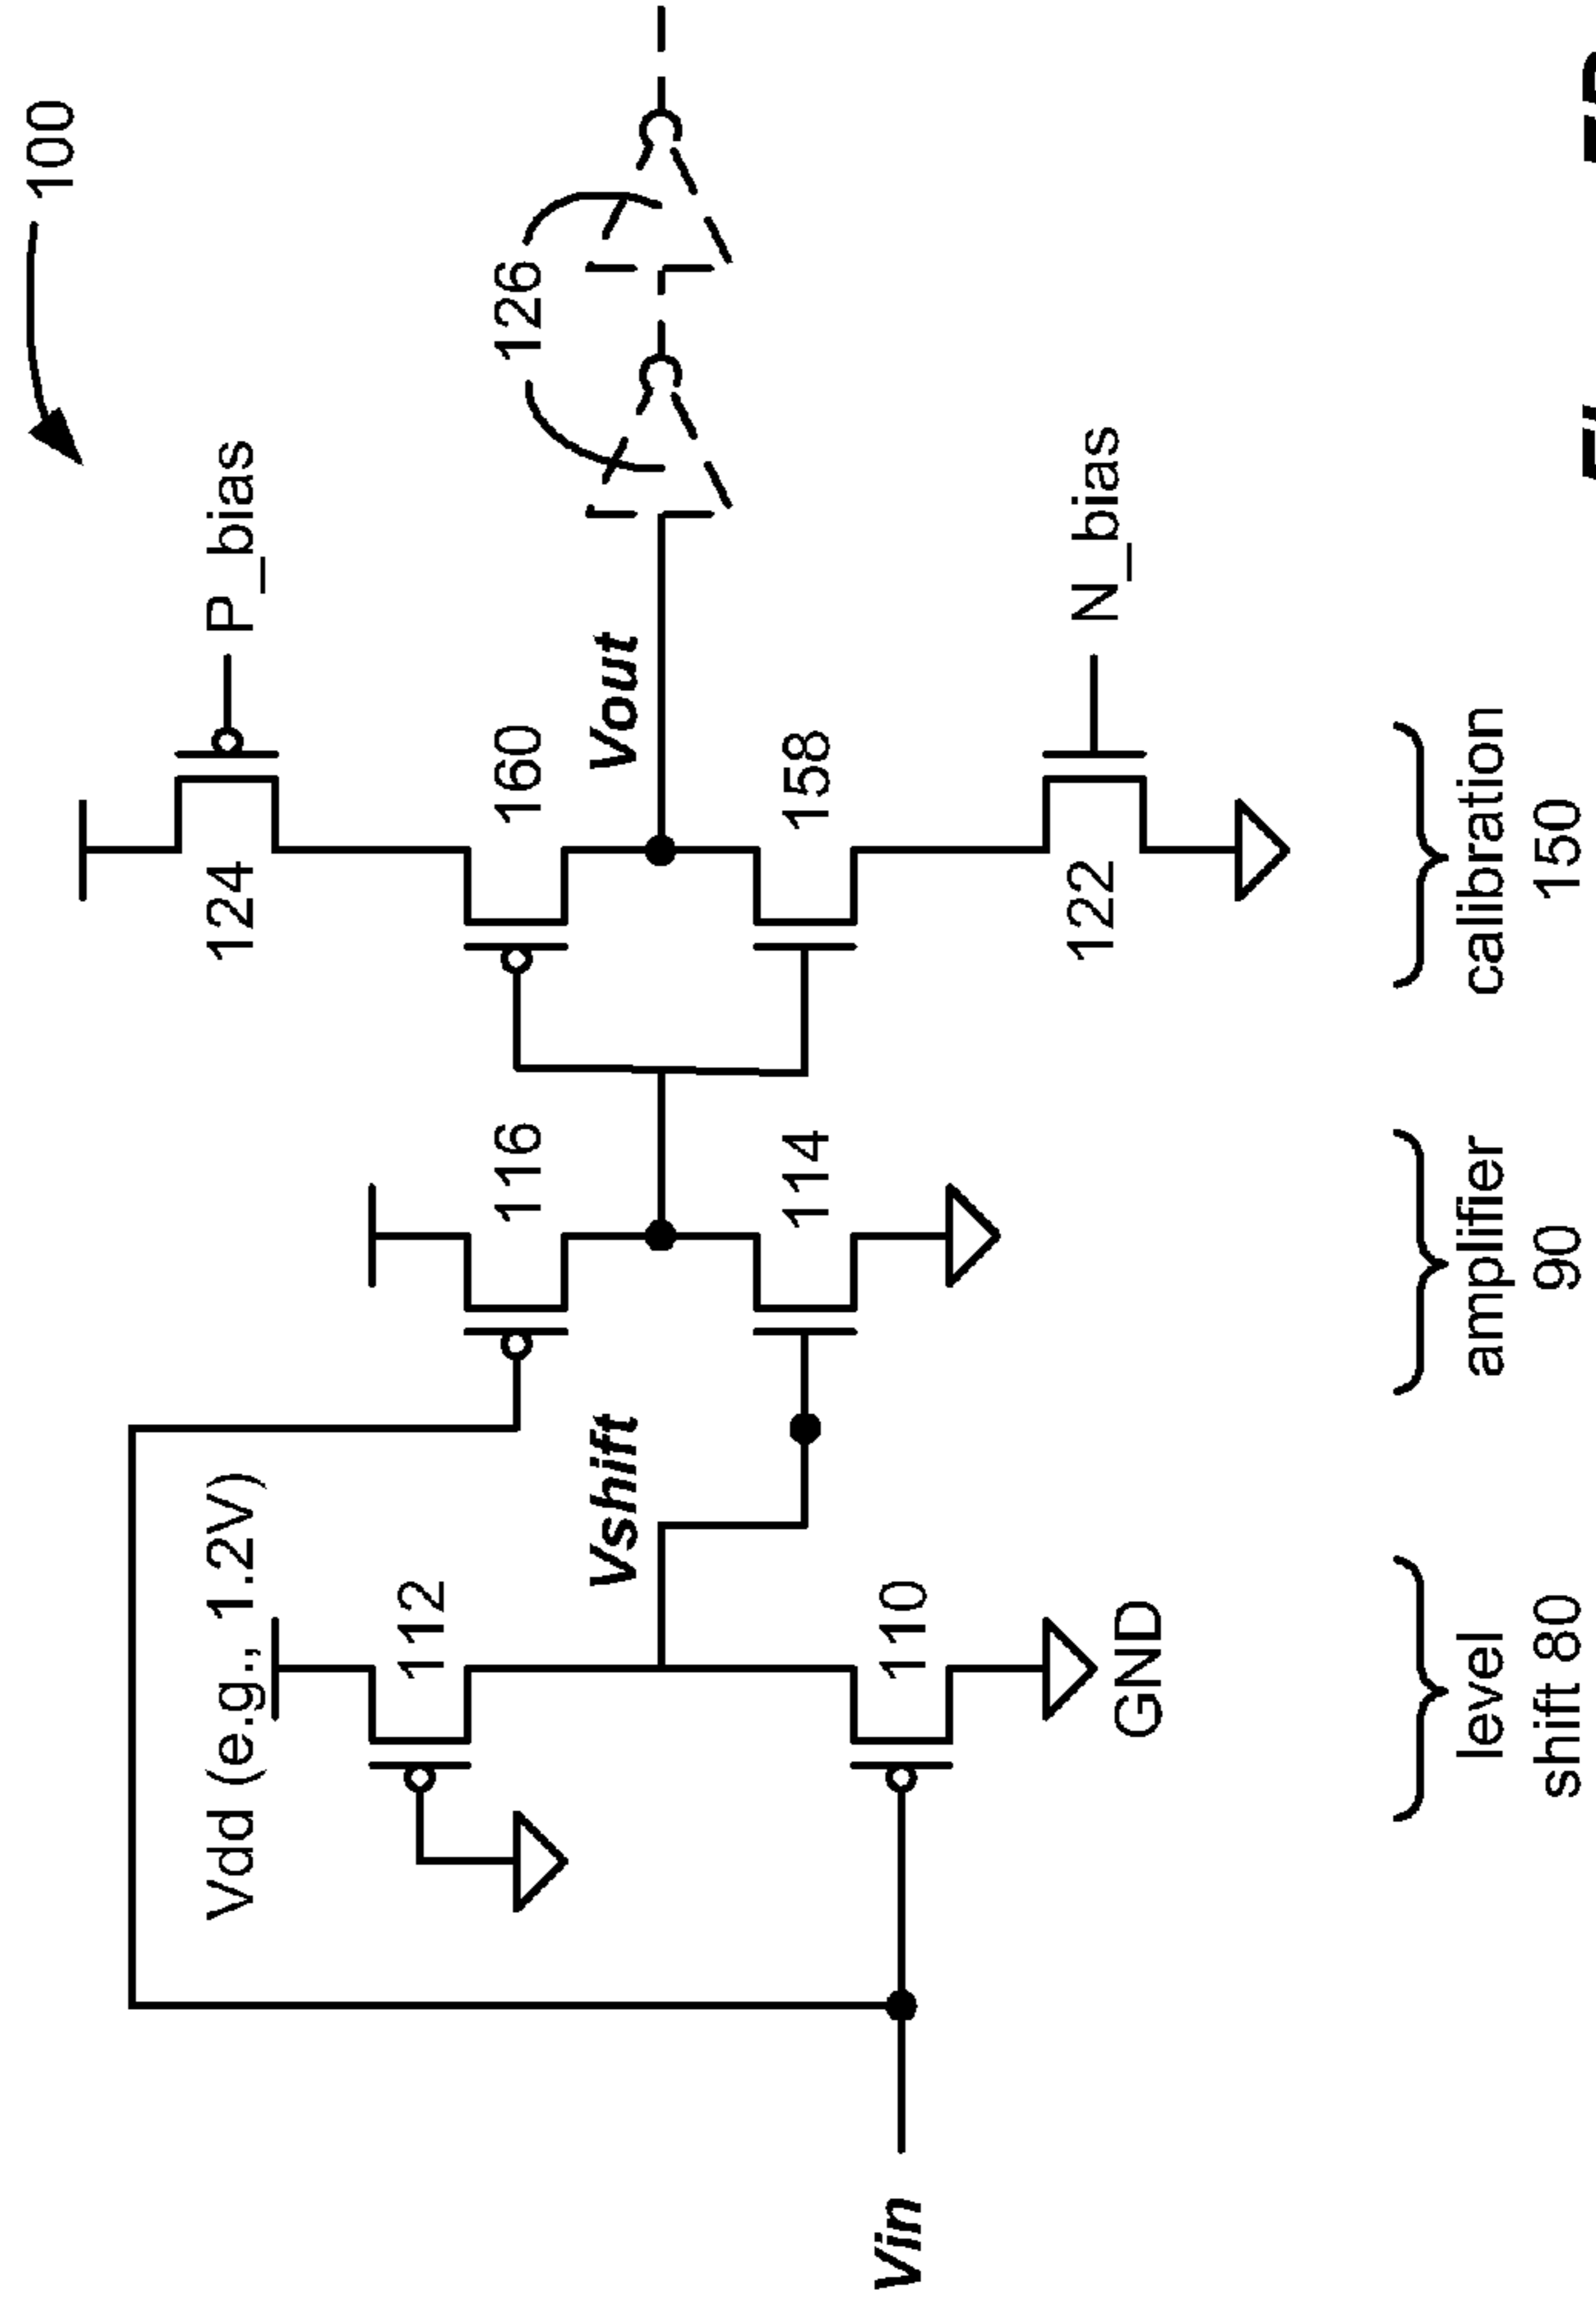 100
P_bias
124
Vdd (e.g., 1.2V)
112
116
160
126
Vshift
Vout
110
114
158
Vin
GND
122
N_bias
level
shift 80
amplifier
90
calibration
150